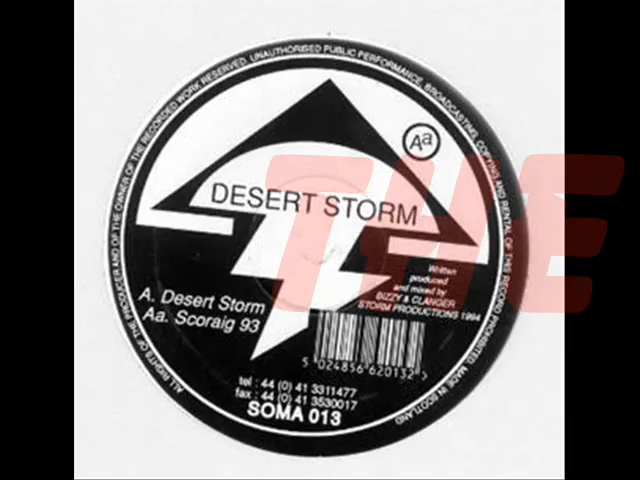 ALL RIGHTS OF THE PRODUCER AND OF THE OWNER OF THE RECORDED WORK RESERVED. UNAUTHORISED PUBLIC PERFORMANCE, BROADCASTING, COPYING AND RENTAL OF THIS RECORD PROHIBITED. MADE IN SCOTLAND
Aa
THE
DESERT STORM
Written
produced
and mixed by
BIZZY & CLANGER
STORM PRODUCTIONS 1994
A. Desert Storm
Aa. Scoraig 93
5 024856 620132 >
tel : 44 (0) 41 3311477
fax : 44 (0) 41 3530017
SOMA 013